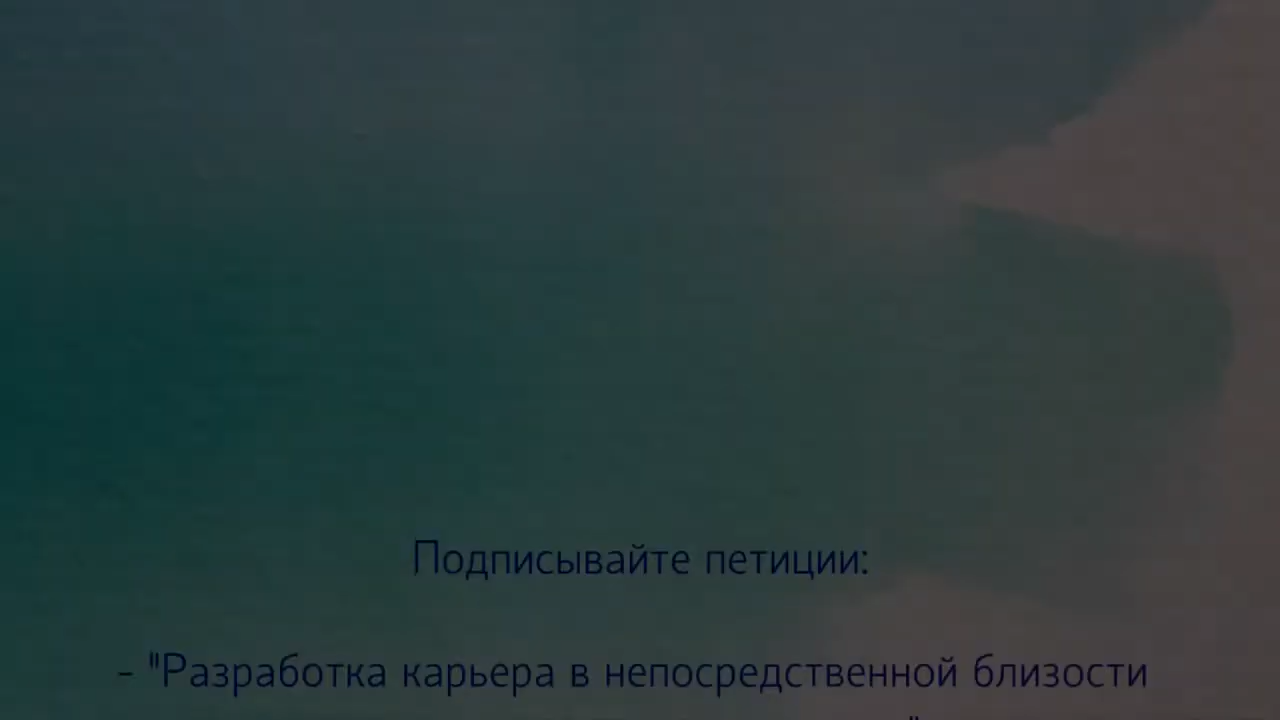 Подписывайте петиции:
- "Разработка карьера в непосредственной близости